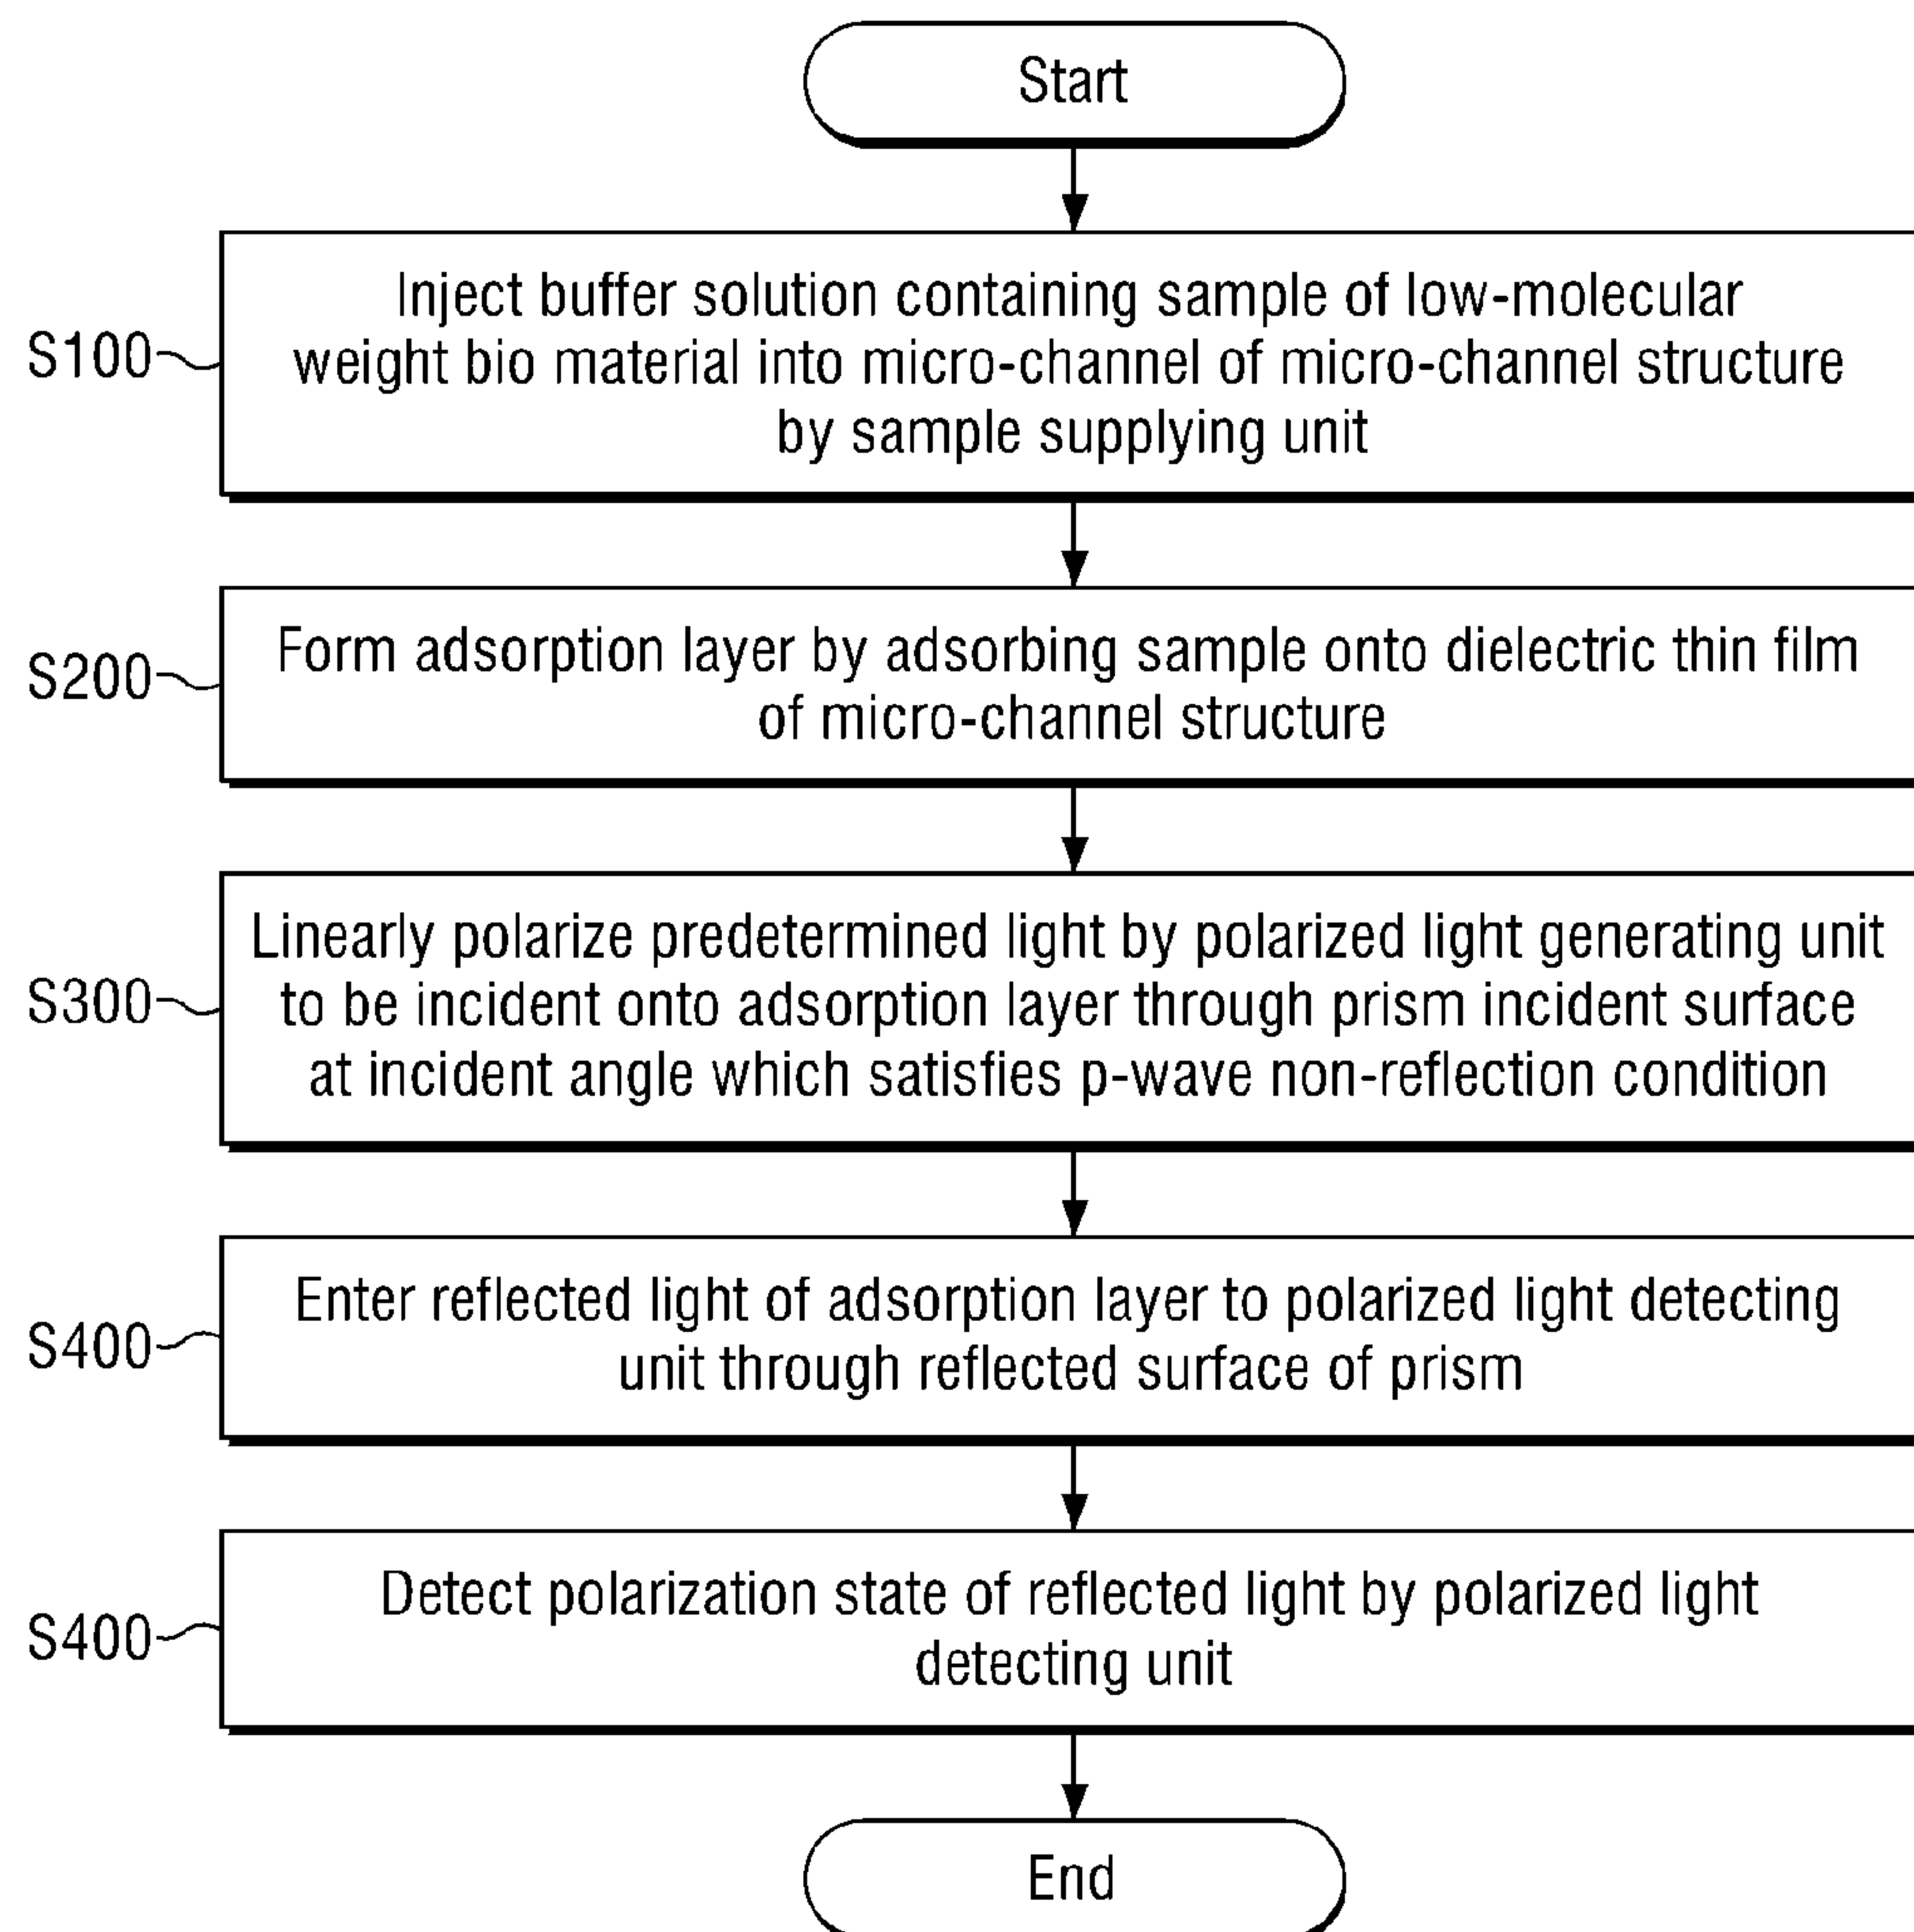 Start
S100
Inject buffer solution containing sample of low-molecular
weight bio material into micro-channel of micro-channel structure
by sample supplying unit
S200
Form adsorption layer by adsorbing sample onto dielectric thin film
of micro-channel structure
S300
Linearly polarize predetermined light by polarized light generating unit
to be incident onto adsorption layer through prism incident surface
at incident angle which satisfies p-wave non-reflection condition
S400
Enter reflected light of adsorption layer to polarized light detecting
unit through reflected surface of prism
S400
Detect polarization state of reflected light by polarized light
detecting unit
End